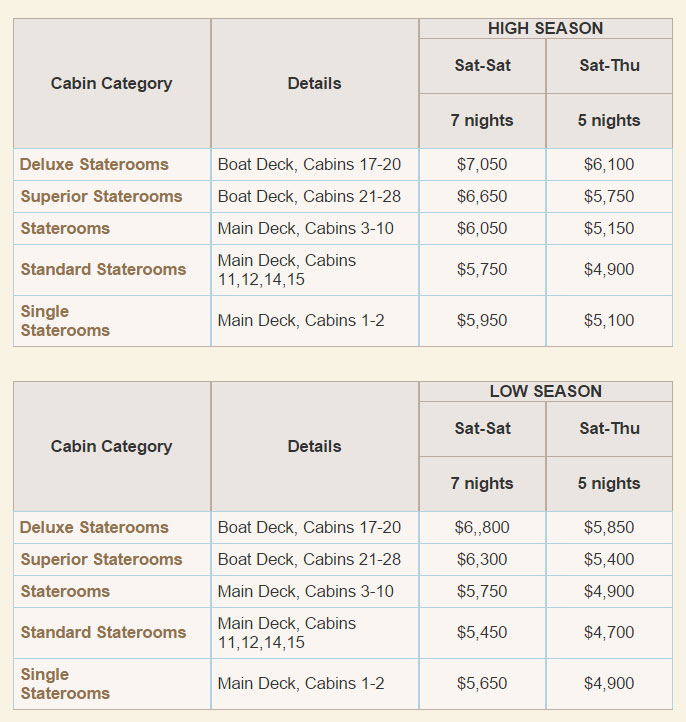 HIGH SEASON
Cabin Category Details Sat-Sat Sat-Thu
7 nights 5 nights
Deluxe Staterooms Boat Deck, Cabins 17-20 $7,050 $6,100
Superior Staterooms Boat Deck, Cabins 21-28 $6,650 $5,750
Staterooms Main Deck, Cabins 3-10 $6,050 $5,150
Standard Staterooms Main Deck, Cabins
11,12,14,15 $5,750 $4,900
Single
Staterooms Main Deck, Cabins 1-2 $5,950 $5,100
LOW SEASON
Cabin Category Details Sat-Sat Sat-Thu
7 nights 5 nights
Deluxe Staterooms Boat Deck, Cabins 17-20 $6,,800 $5,850
Superior Staterooms Boat Deck, Cabins 21-28 $6,300 $5,400
Staterooms Main Deck, Cabins 3-10 $5,750 $4,900
Standard Staterooms Main Deck, Cabins
11,12,14,15 $5,450 $4,700
Single
Staterooms Main Deck, Cabins 1-2 $5,650 $4,900